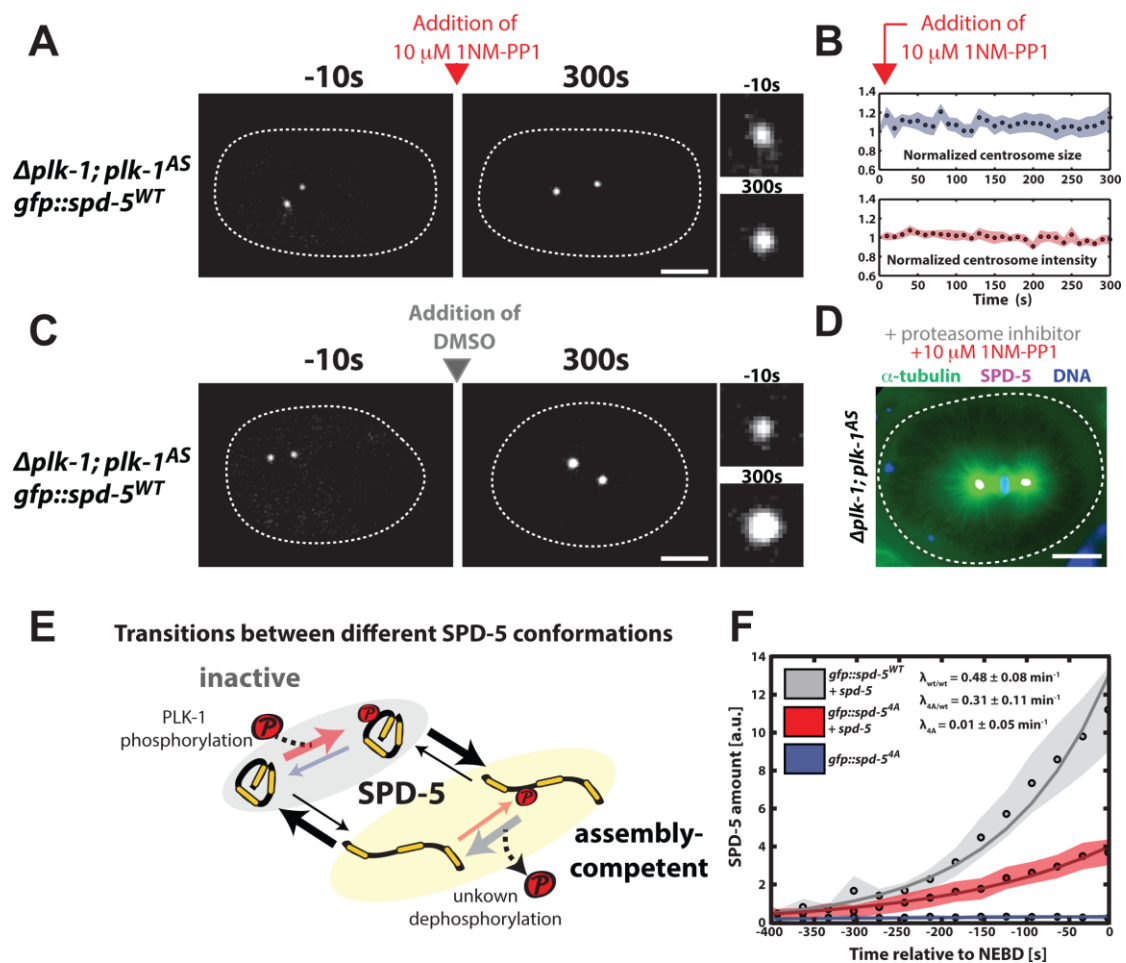 A
Addition of
10 μM 1NM-PP1
-10s
300s
-10s
300s
Δplk-1; plk-1AS
gfp::spd-5WT
B
Addition of
10 μM 1NM-PP1
1.4
1.2
1
0.8
0.6
Normalized centrosome size
0 50 100 150 200 250 300
1.4
1.2
1
0.8
0.6
Normalized centrosome intensity
0 50 100 150 200 250 300
Time (s)
C
Addition of
DMSO
-10s
300s
-10s
300s
Δplk-1; plk-1AS
gfp::spd-5WT
D
+ proteasome inhibitor
+10 μM 1NM-PP1
α-tubulin SPD-5 DNA
Δplk-1; plk-1AS
E
Transitions between different SPD-5 conformations
inactive
PLK-1
phosphorylation
P
P
SPD-5
P
assembly-
competent
P
unkown
dephosphorylation
F
14
12
10
8
6
4
2
0
SPD-5 amount [a.u.]
gfp::spd-5WT
+ spd-5
gfp::spd-54A
+ spd-5
gfp::spd-54A
λwt/wt = 0.48 ± 0.08 min-1
λ4A/wt = 0.31 ± 0.11 min-1
λ4A = 0.01 ± 0.05 min-1
-400 -350 -300 -250 -200 -150 -100 -50 0
Time relative to NEBD [s]